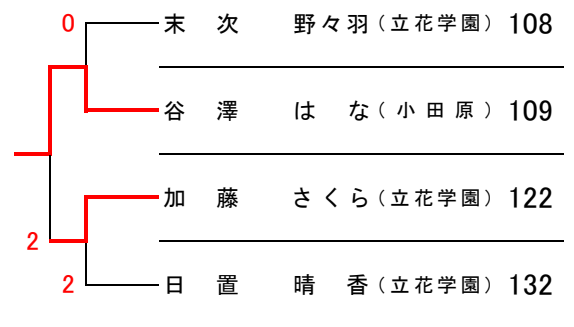 0 末次 野々羽(立花学園) 108
谷澤 はな(小田原) 109
加藤 さくら(立花学園) 122
2
2 日置 晴香(立花学園) 132